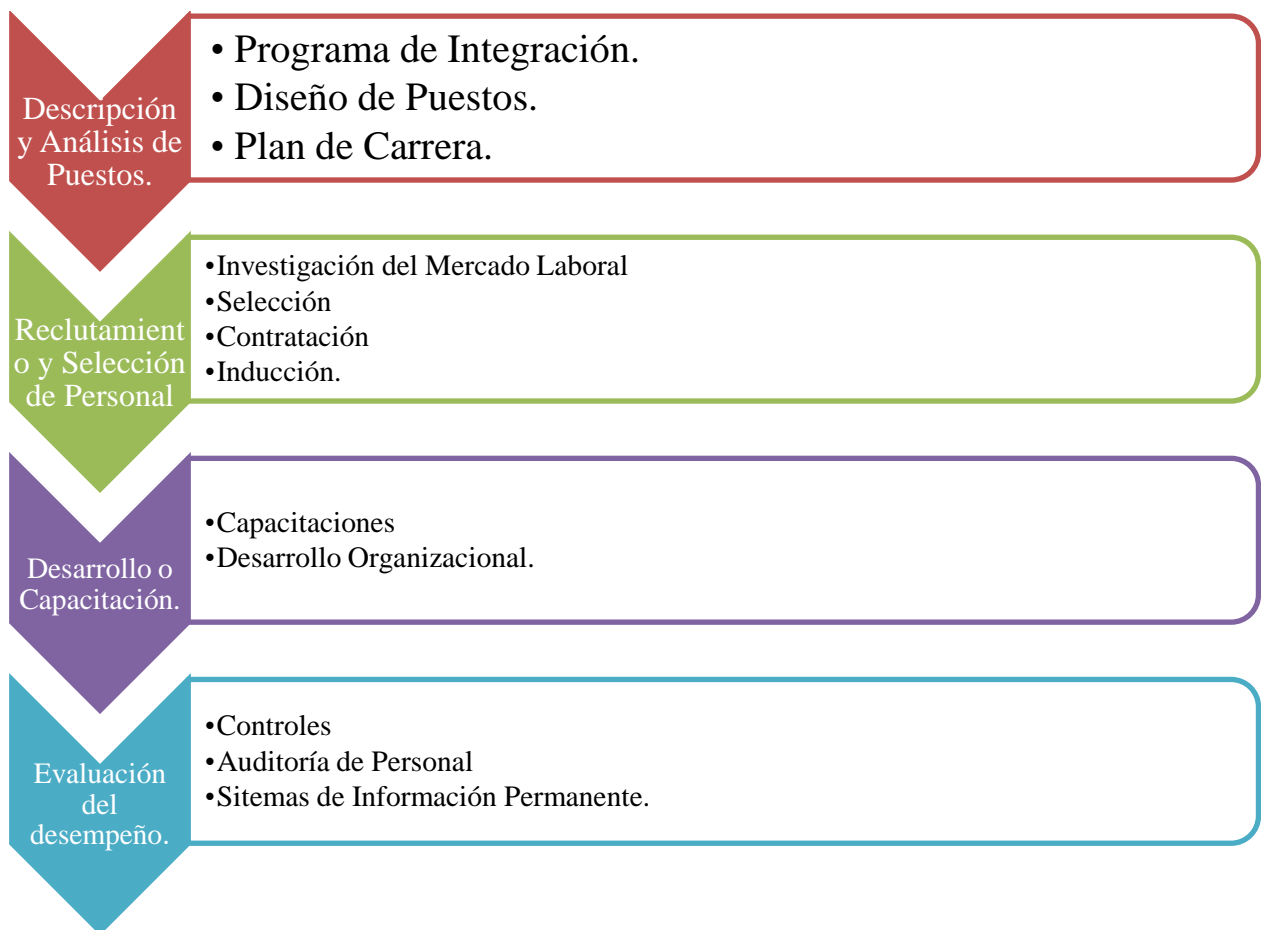 Descripción
y Análisis de
Puestos.
• Programa de Integración.
• Diseño de Puestos.
• Plan de Carrera.
Reclutamient
o y Selección
de Personal
•Investigación del Mercado Laboral
•Selección
•Contratación
•Inducción.
Desarrollo o
Capacitación.
•Capacitaciones
•Desarrollo Organizacional.
Evaluación
del
desempeño.
•Controles
•Auditoría de Personal
•Sitemas de Información Permanente.